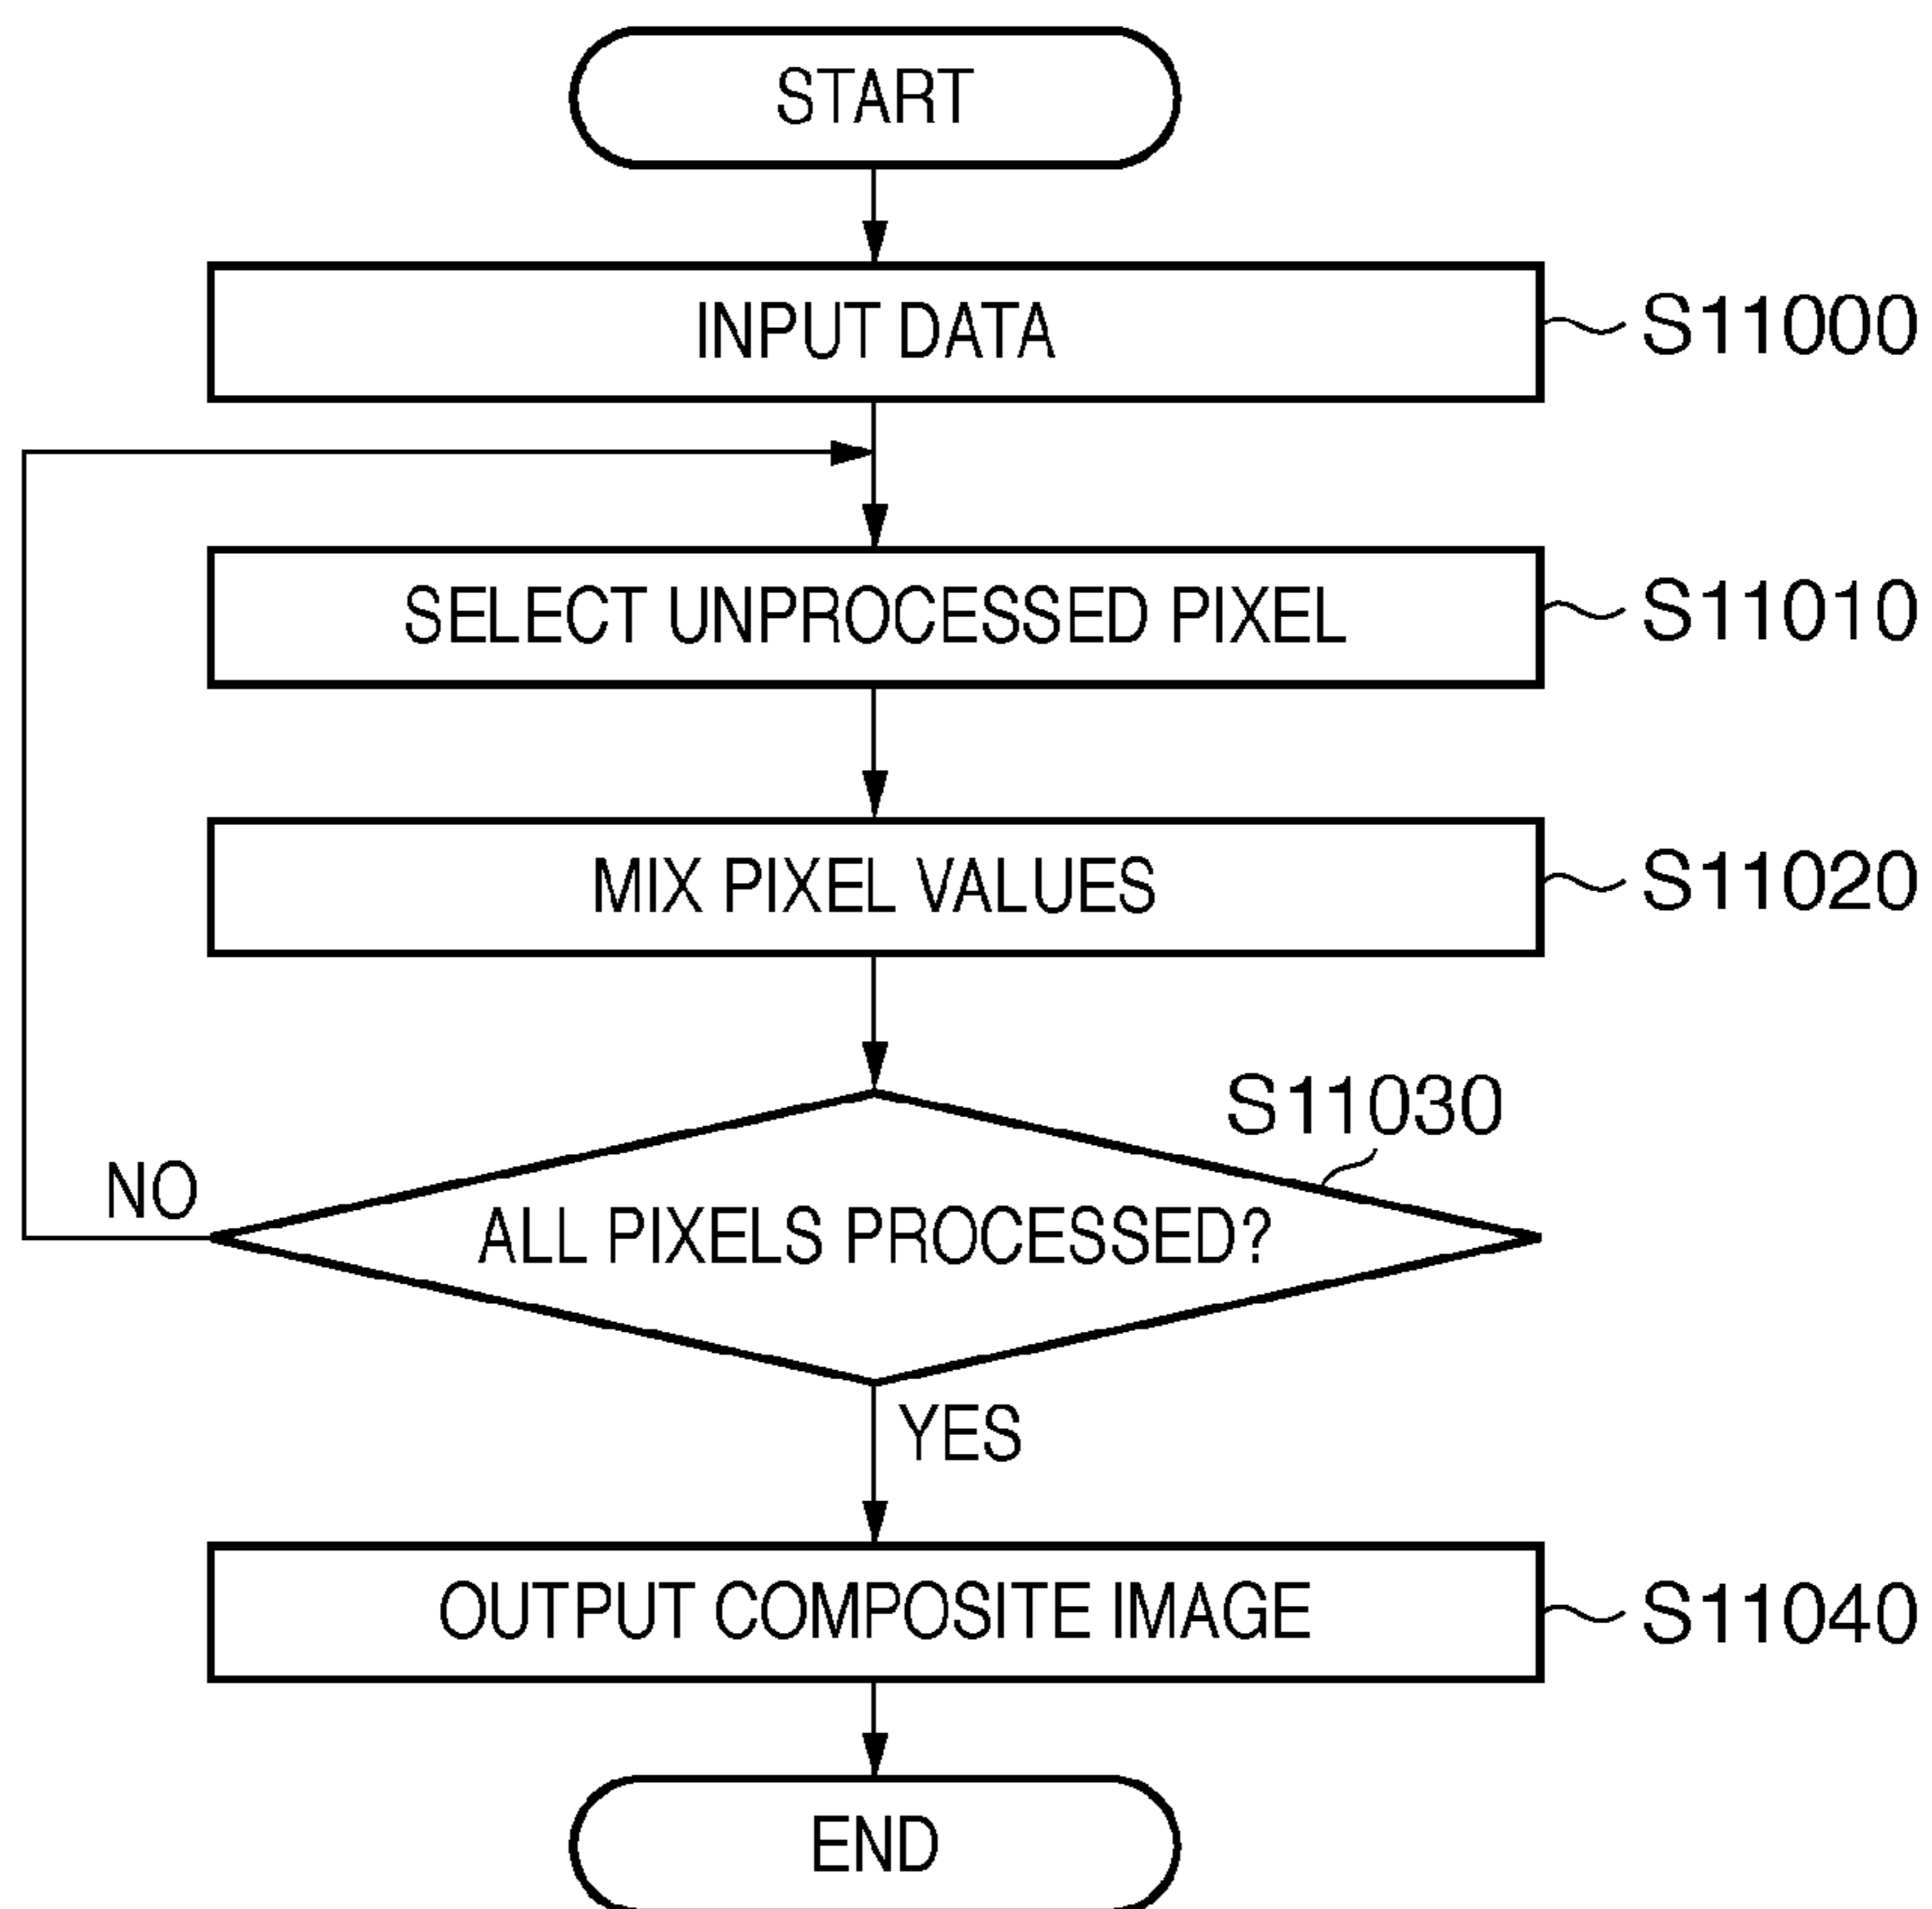 START
INPUT DATA
S11000
SELECT UNPROCESSED PIXEL
S11010
MIX PIXEL VALUES
S11020
S11030
NO
ALL PIXELS PROCESSED?
YES
OUTPUT COMPOSITE IMAGE
S11040
END